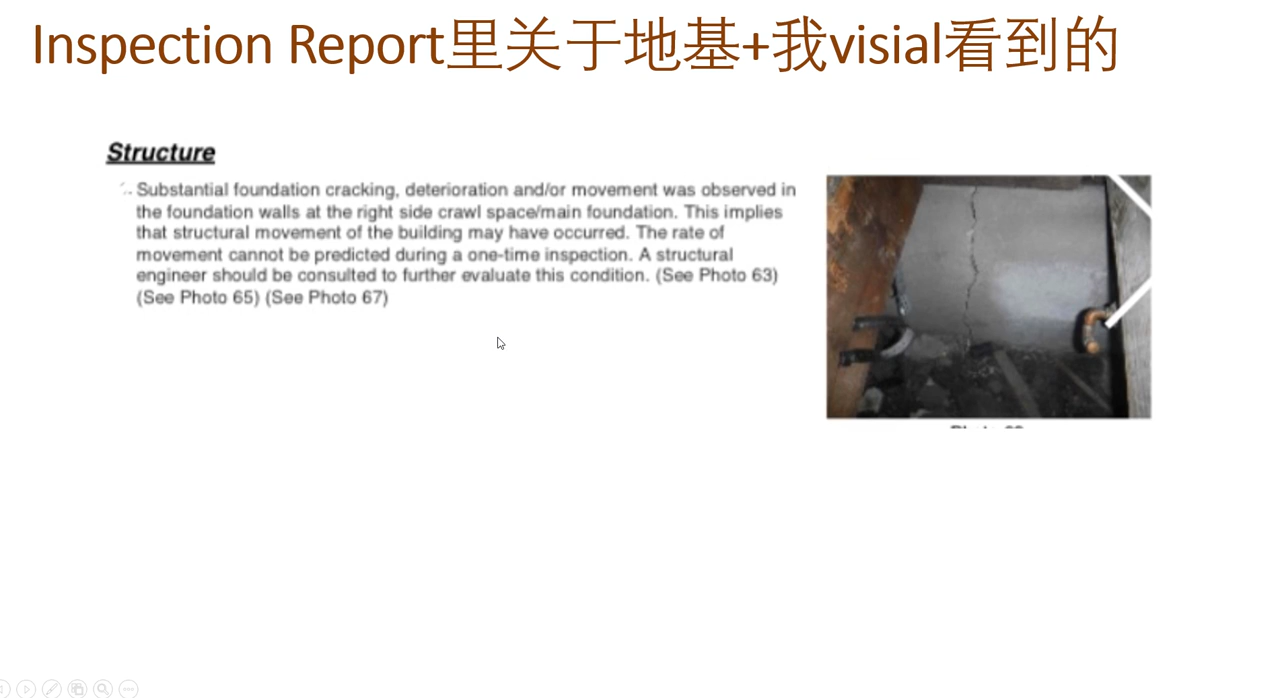 Inspection Report里关于地基+我visial看到的
Structure
Substantial foundation cracking, deterioration and/or movement was observed in
the foundation walls at the right side crawl space/main foundation. This implies
that structural movement of the building may have occurred. The rate of
movement cannot be predicted during a one-time inspection. A structural
engineer should be consulted to further evaluate this condition. (See Photo 63)
(See Photo 65) (See Photo 67)